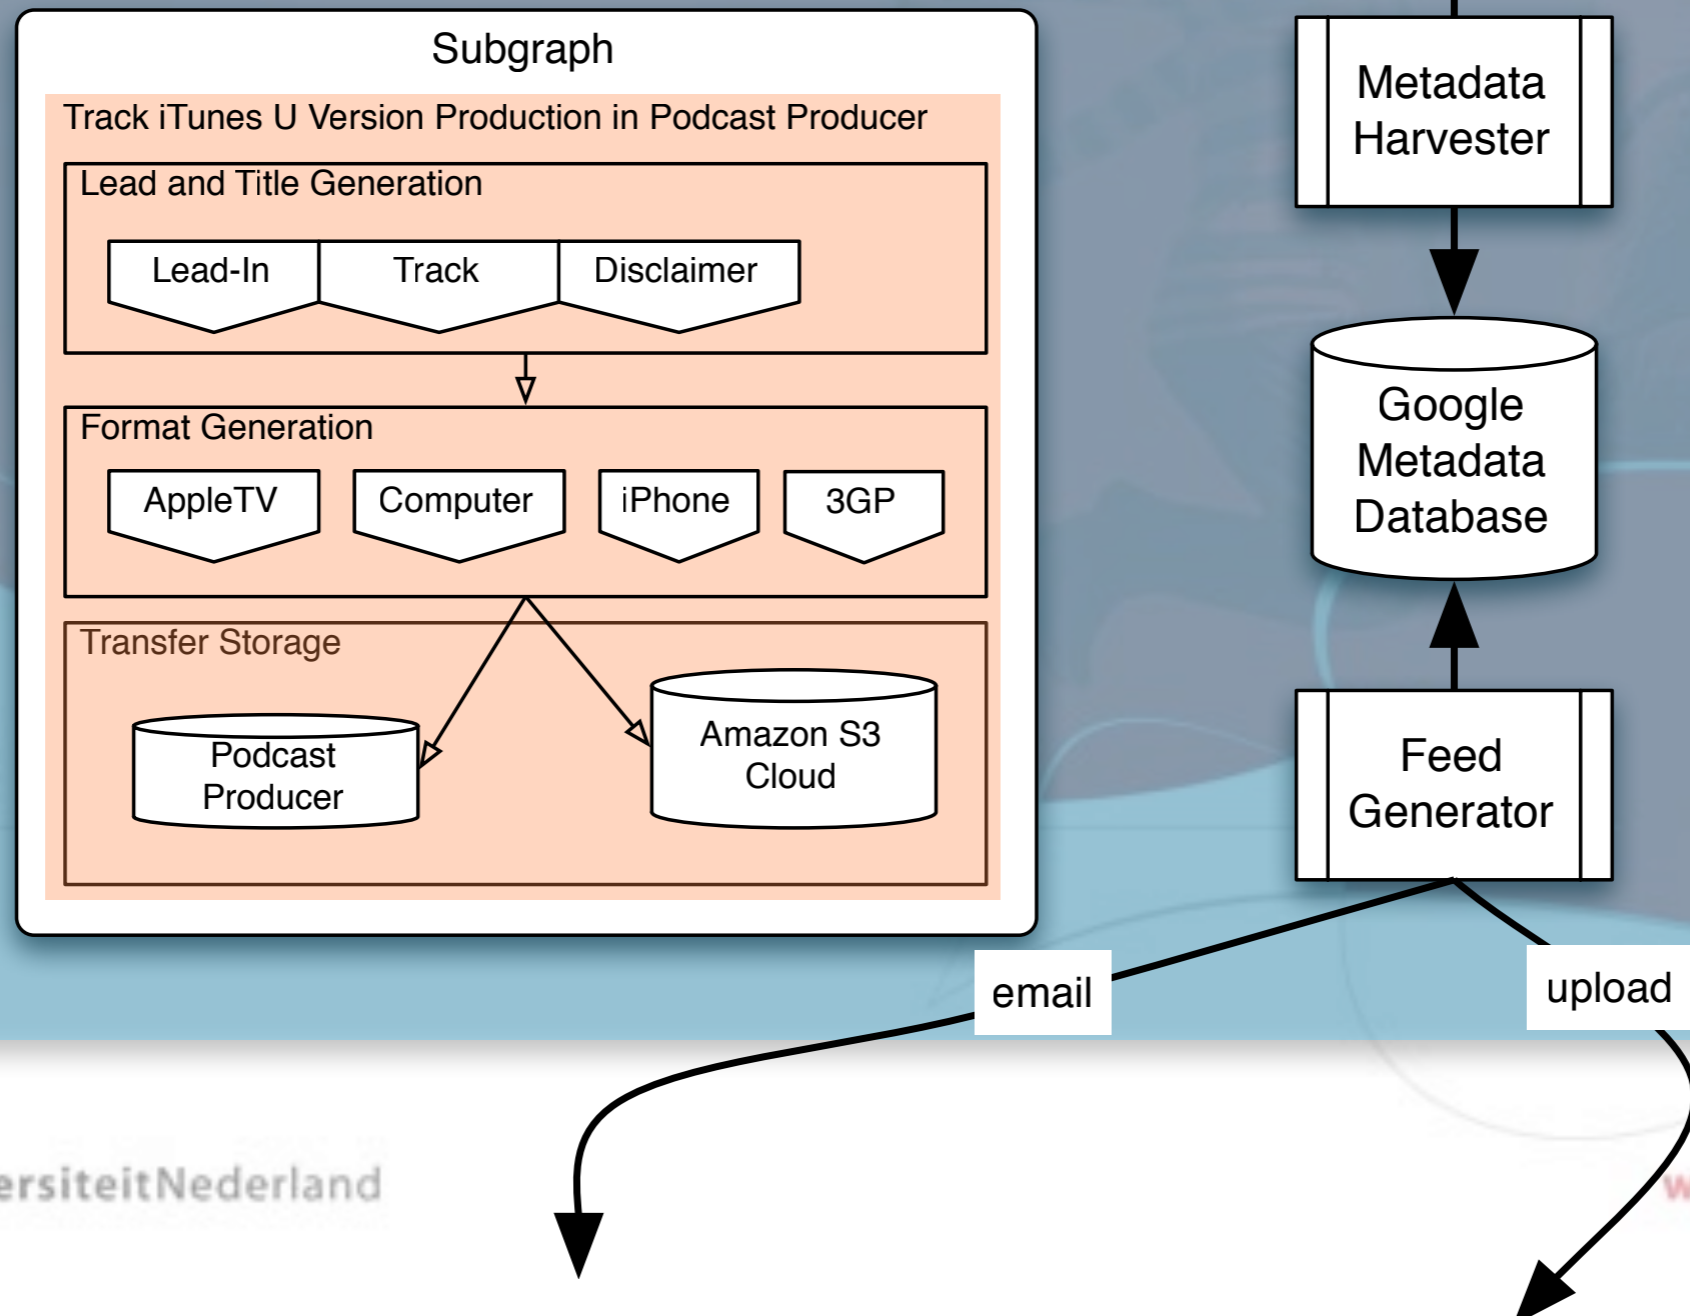 Subgraph
Track iTunes U Version Production in Podcast Producer
Lead and Title Generation
Lead-In
Track
Disclaimer
Format Generation
AppleTV
Computer
iPhone
3GP
Transfer Storage
Podcast
Producer
Amazon S3
Cloud
Metadata
Harvester
Google
Metadata
Database
Feed
Generator
email
upload
ersiteitNederland
w